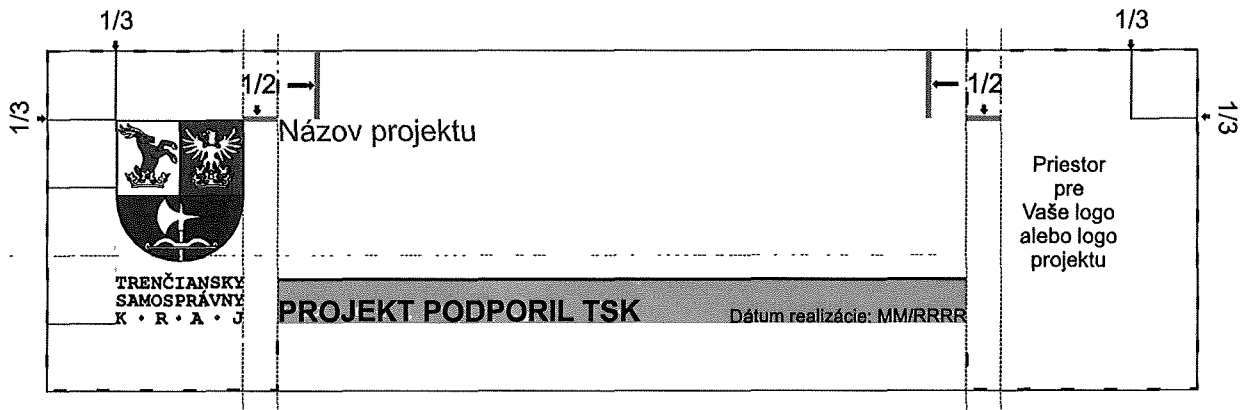 1/3
1/3
1/2
1/2
1/3
1/3
Názov projektu
Priestor
pre
Vaše logo
alebo logo
projektu
TRENČIANSKY
SAMOSPRÁVNY
K • R • A • J
PROJEKT PODPORIL TSK
Dátum realizácie: MM/RRRR